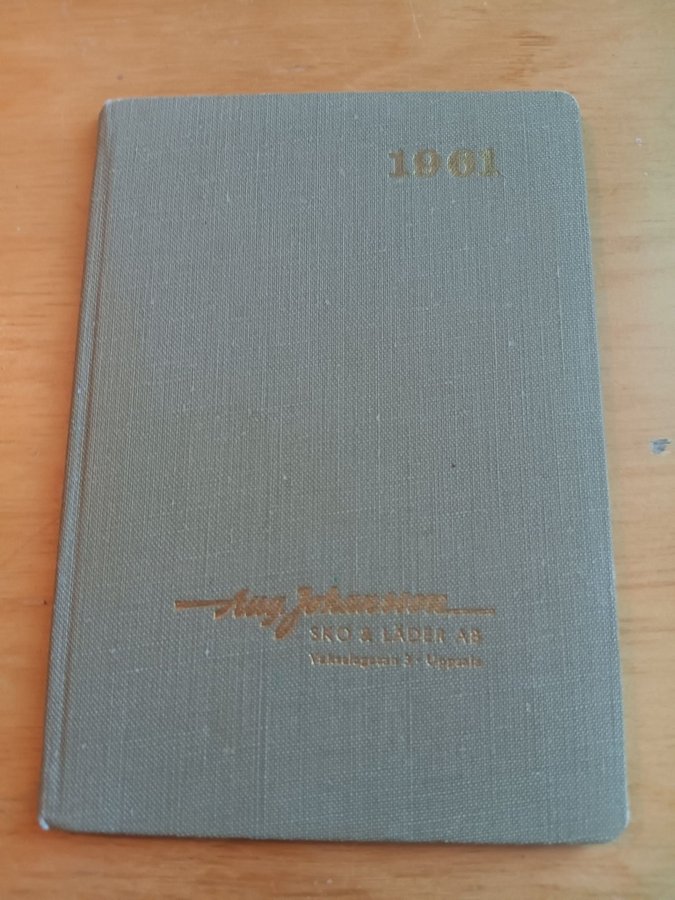 1961
Aug Johansson
SKO & LÄDER AB
Vaksalagatan 3 · Uppsala